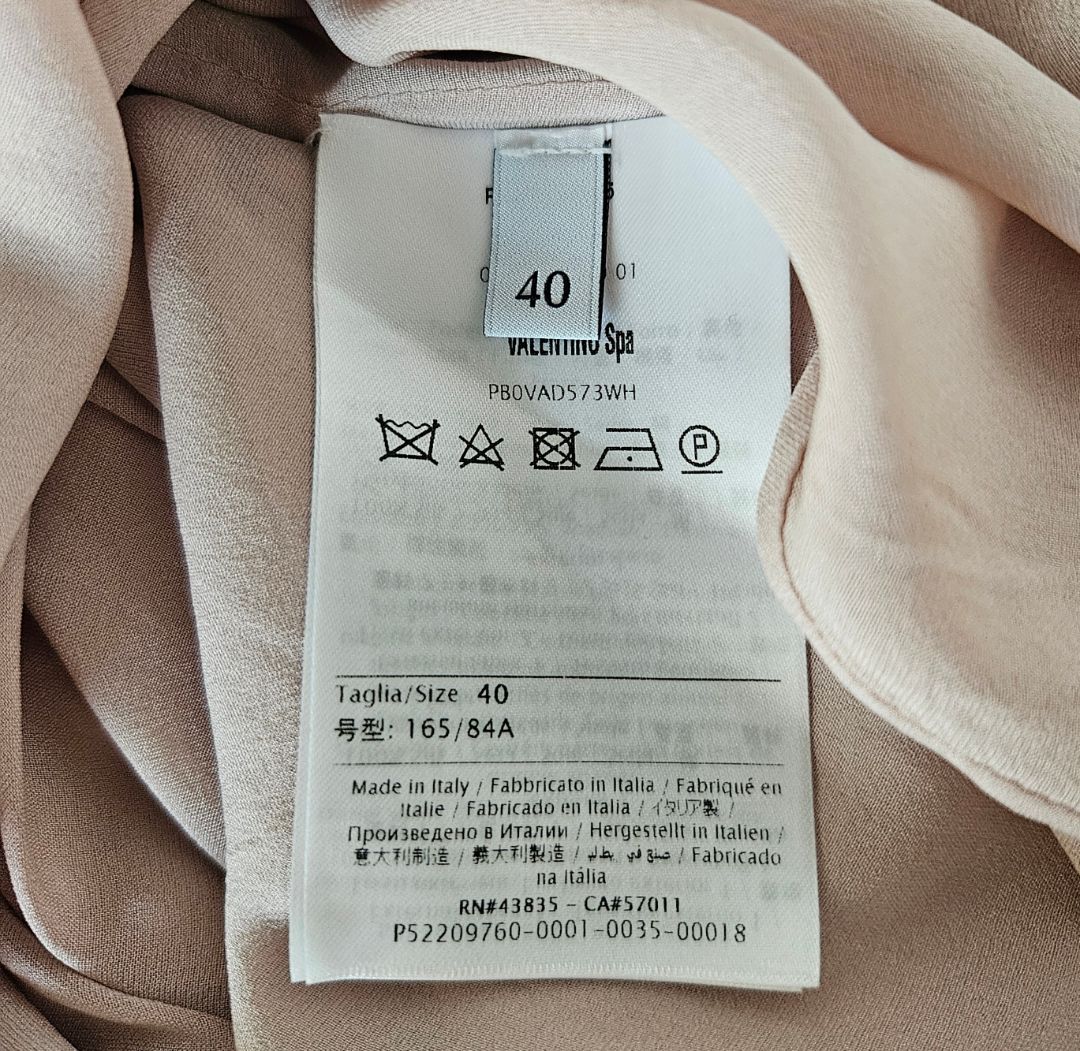 40
01
VALENTINO Spa
PB0VAD573WH
P
Taglia/Size 40
号型: 165/84A
Made in Italy / Fabbricato in Italia / Fabriqué en
Italie / Fabricado en Italia / イタリア製 /
Произведено в Италии / Hergestellt in Italien /
意大利制造 / 義大利製造 / صنع في يطاليا / Fabricado
na Itália
RN#43835 – CA#57011
P52209760-0001-0035-00018